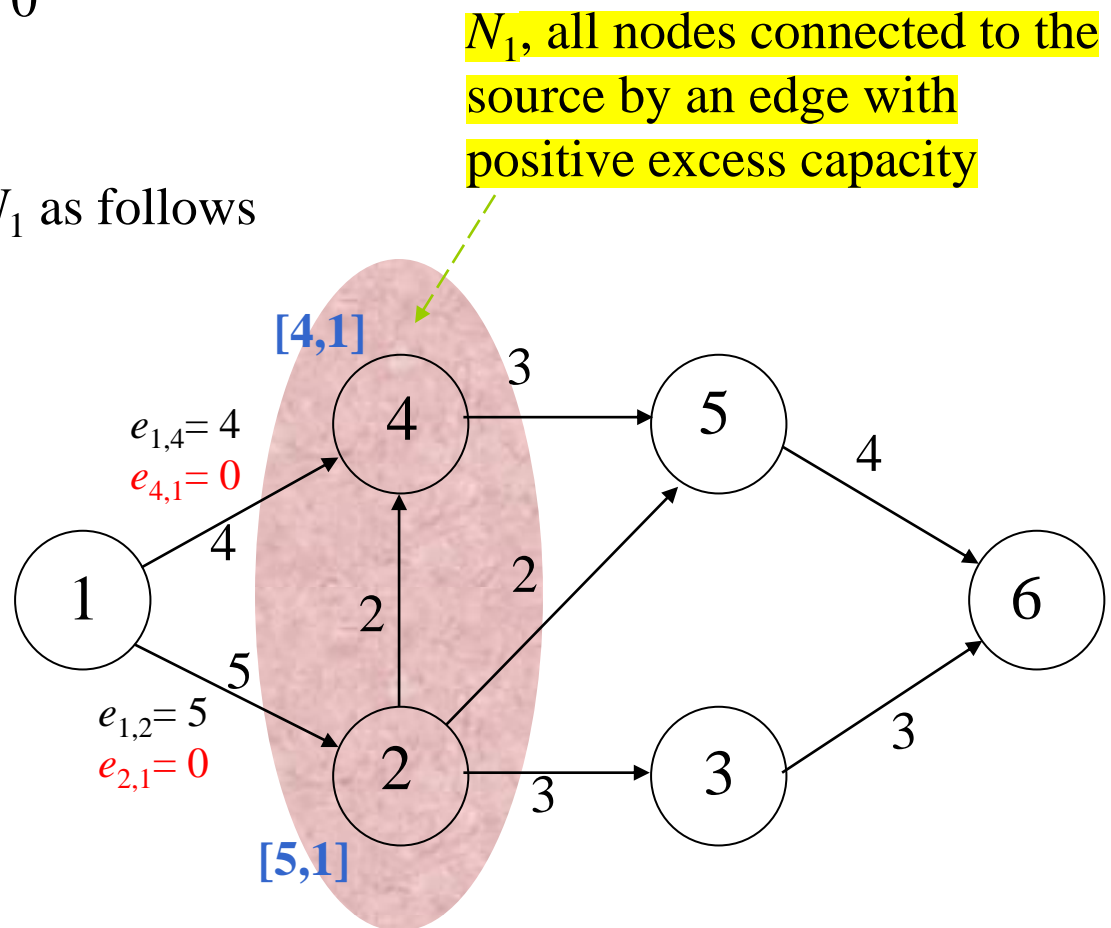 0
N₁, all nodes connected to the
source by an edge with
positive excess capacity
₁ as follows
[4,1]
3
4
5
e₁,₄= 4
e₄,₁= 0
4
4
2
2
1
6
5
e₁,₂= 5
e₂,₁= 0
2
3
3
3
[5,1]